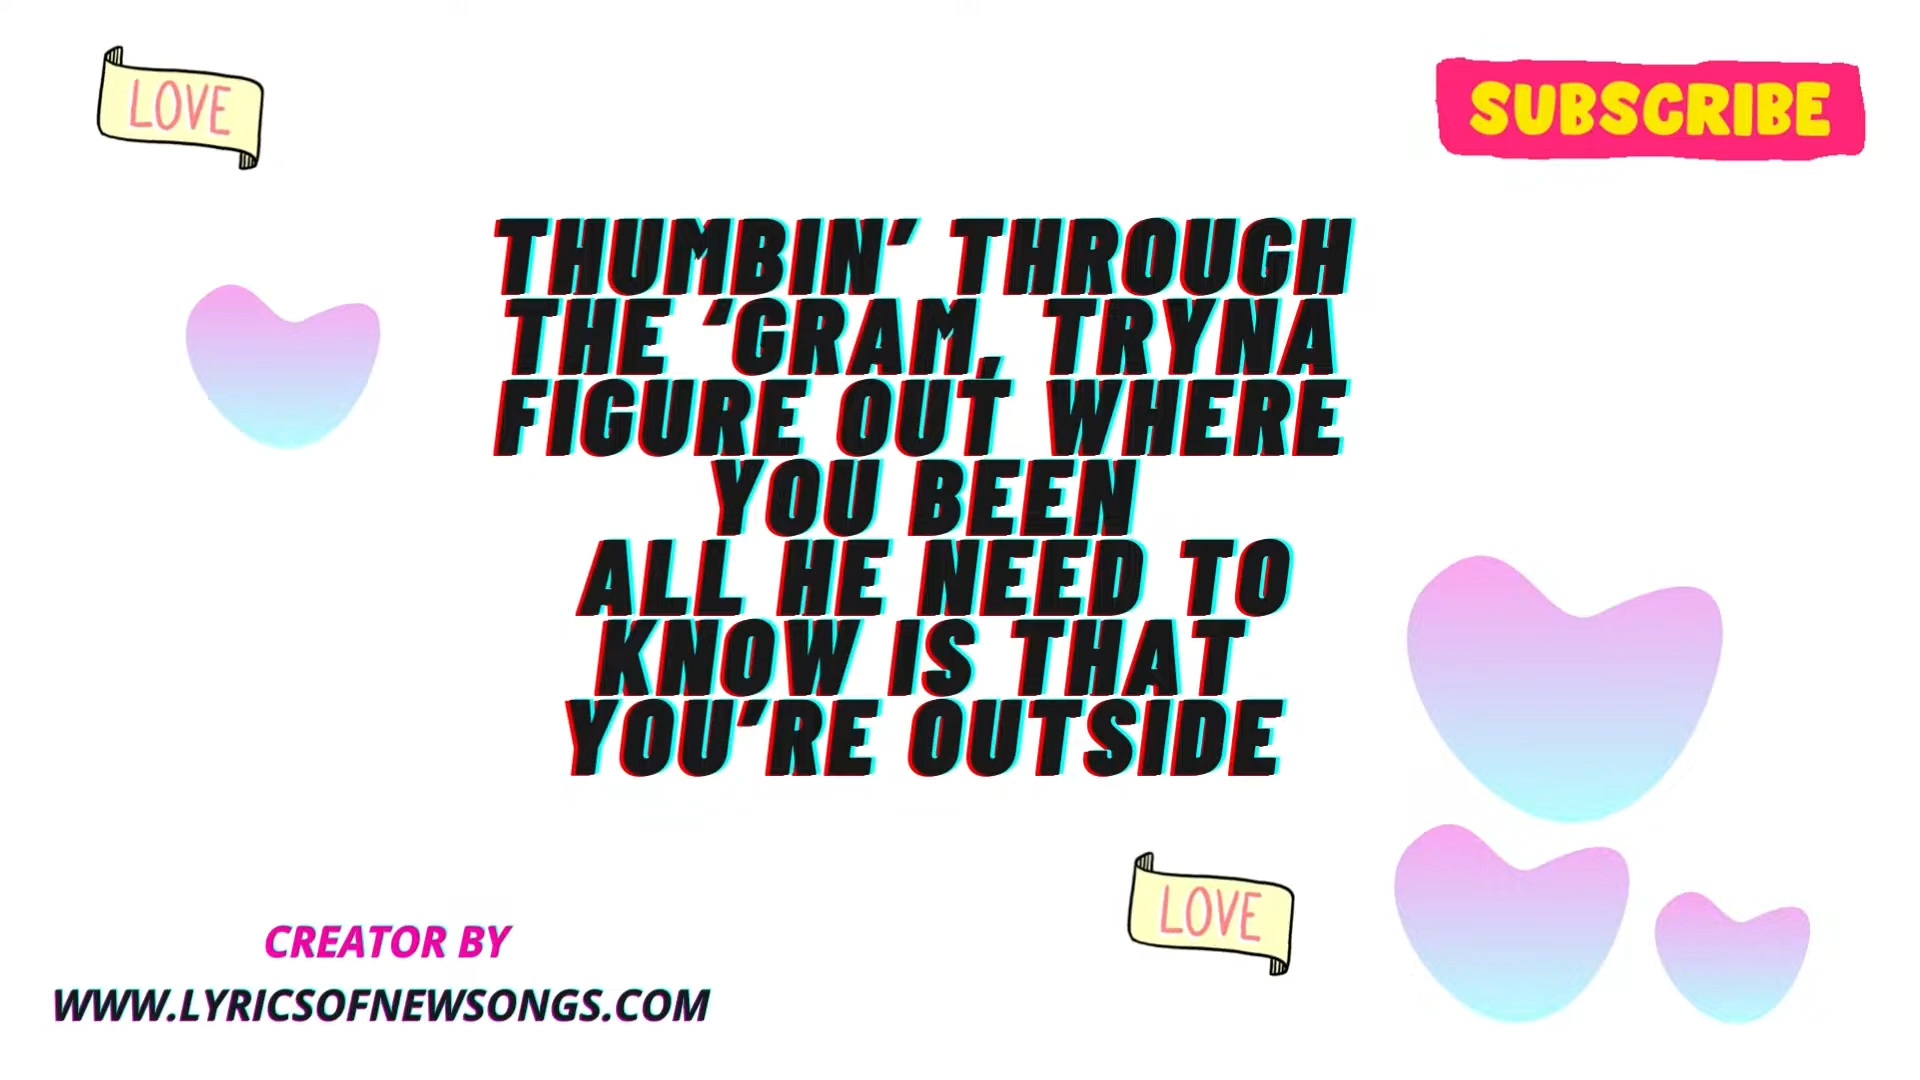 LOVE
SUBSCRIBE
THUMBIN' THROUGH
THE 'GRAM, TRYNA
FIGURE OUT WHERE
YOU BEEN
ALL HE NEED TO
KNOW IS THAT
YOU'RE OUTSIDE
LOVE
CREATOR BY
WWW.LYRICSOFNEWSONGS.COM